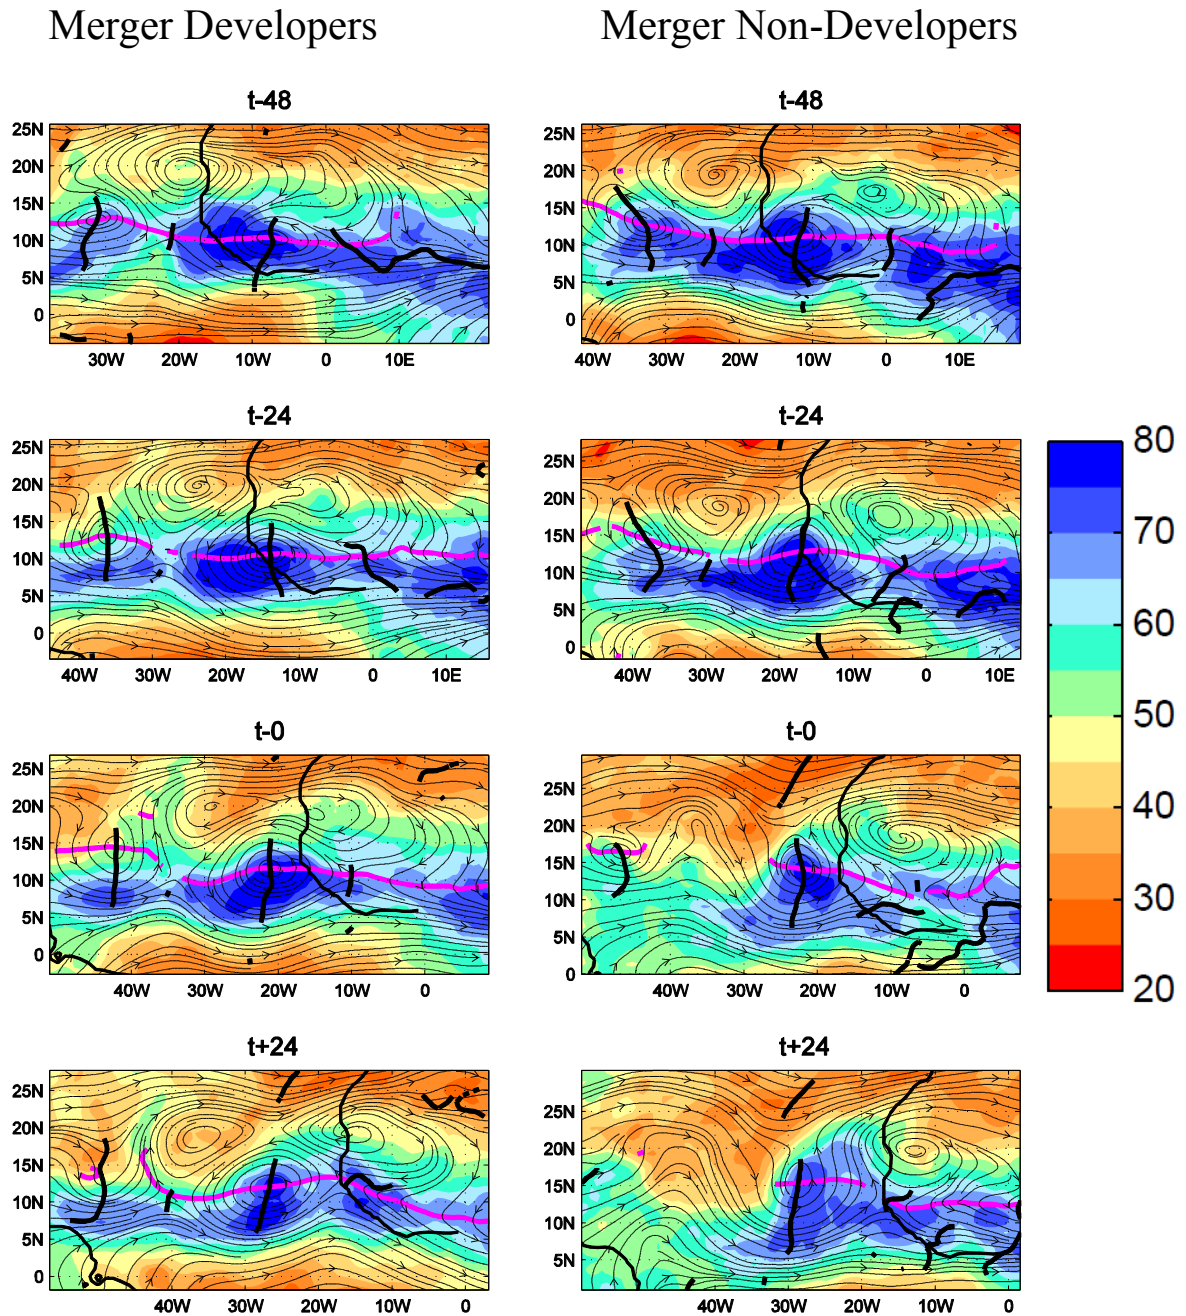 Merger Developers Merger Non-Developers
t-48 t-48
25N 25N
20N 20N
15N 15N
10N 10N
5N 5N
0 0
30W 20W 10W 0 10E 40W 30W 20W 10W 0 10E
t-24 t-24
25N 25N
20N 20N
15N 15N
10N 10N
5N 5N
0 0
40W 30W 20W 10W 0 10E 40W 30W 20W 10W 0 10E
80
70
60
50
40
30
20
t-0 t-0
25N 25N
20N 20N
15N 15N
10N 10N
5N 5N
0 0
40W 30W 20W 10W 0 40W 30W 20W 10W 0
t+24 t+24
25N 25N
20N 20N
15N 15N
10N 10N
5N 5N
0
40W 30W 20W 10W 0 40W 30W 20W 10W 0